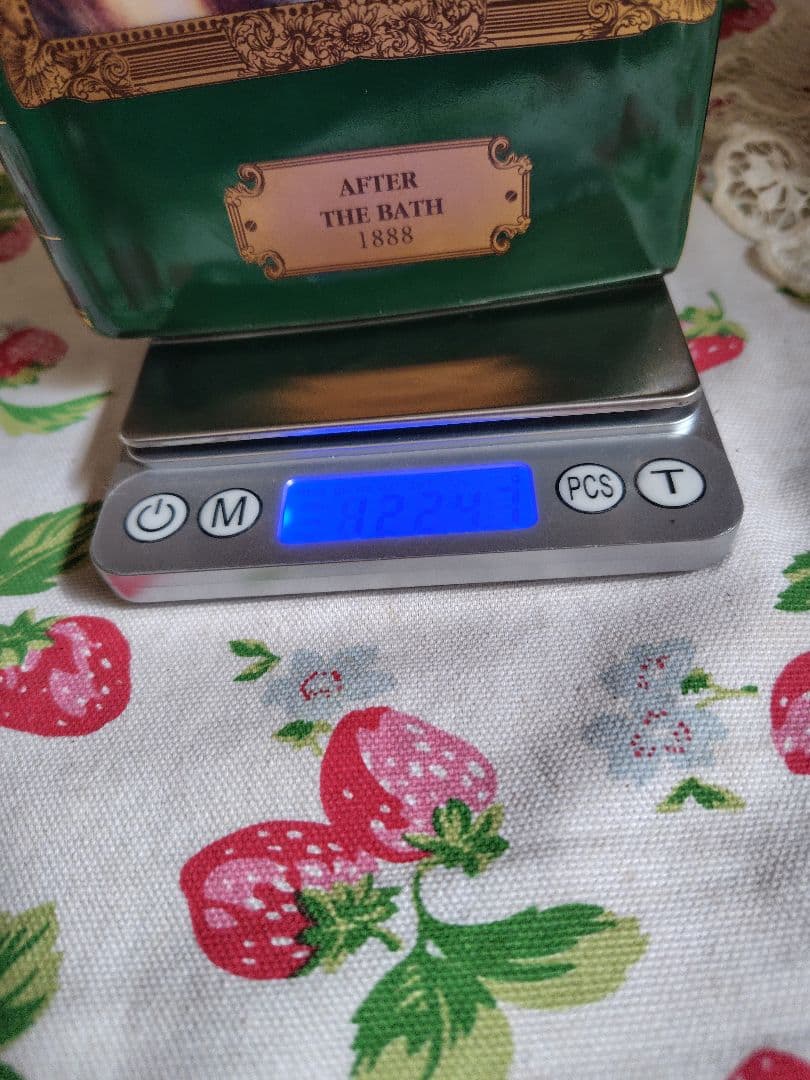 AFTER
THE BATH
1888
M
PCS
T